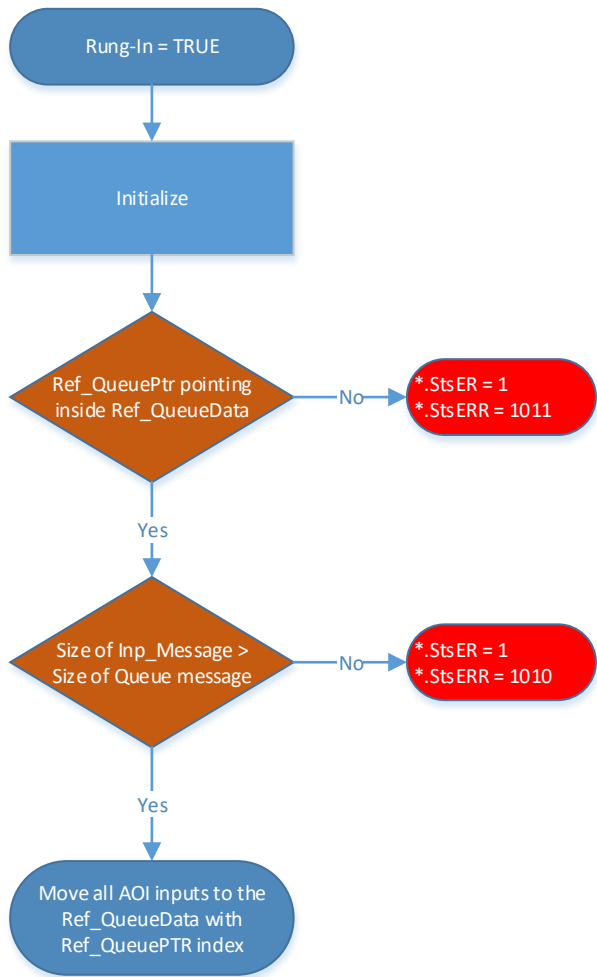 Rung-In = TRUE
Initialize
Ref_QueuePtr pointing
inside Ref_QueueData
No
*.StsER = 1
*.StsERR = 1011
Yes
Size of Inp_Message >
Size of Queue message
No
*.StsER = 1
*.StsERR = 1010
Yes
Move all AOI inputs to the
Ref_QueueData with
Ref_QueuePTR index